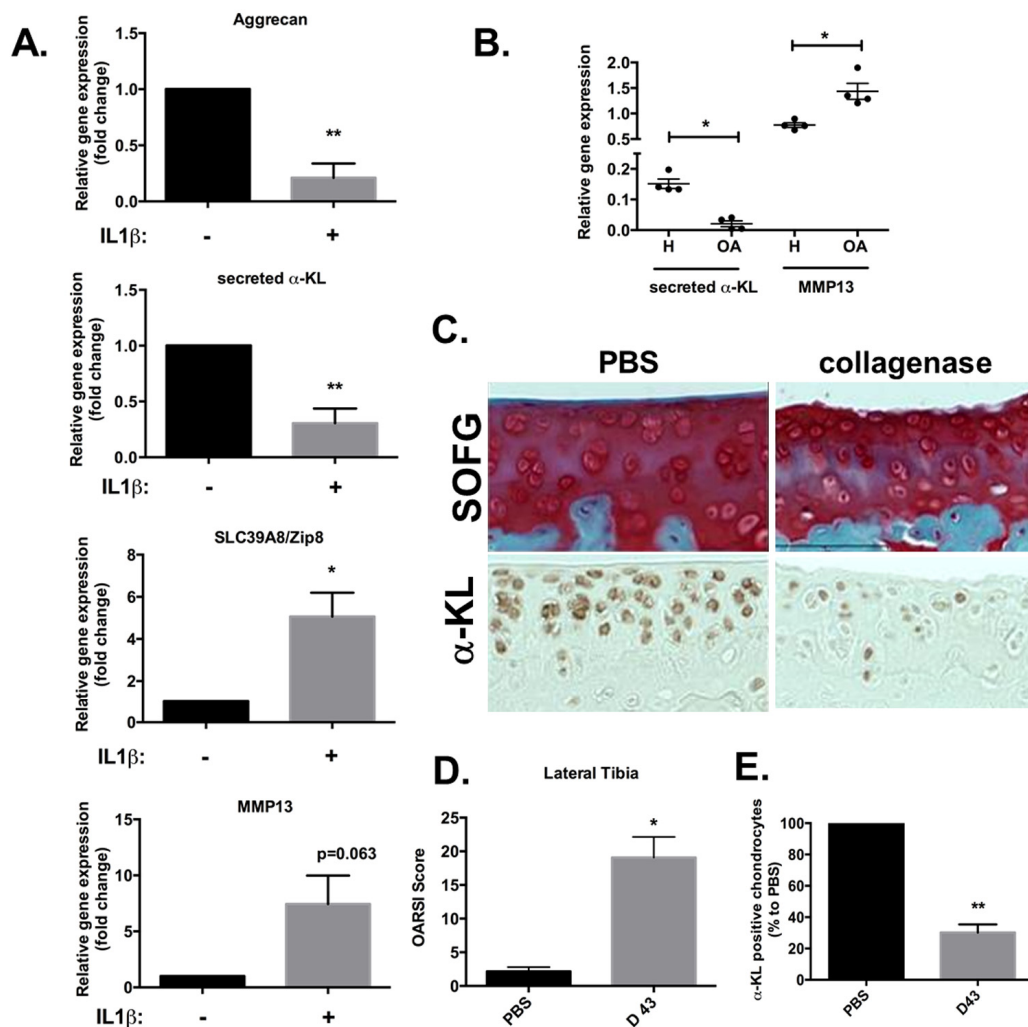 A.
Aggrecan
Relative gene expression
(fold change)
1.5
1.0
0.5
0.0
**
IL1β: - +
secreted α-KL
Relative gene expression
(fold change)
1.5
1.0
0.5
0.0
**
IL1β: - +
SLC39A8/Zip8
Relative gene expression
(fold change)
8
6
4
2
0
*
IL1β: - +
MMP13
Relative gene expression
(fold change)
15
10
5
0
p=0.063
IL1β: - +
B.
Relative gene expression
2.0
1.5
1.0
0.5
0.2
0.1
0.0
*
*
H OA H OA
secreted α-KL MMP13
C.
PBS collagenase
SOFG
α-KL
D.
Lateral Tibia
OARSI Score
25
20
15
10
5
0
*
PBS D 43
E.
α-KL positive chondrocytes
(% to PBS)
100
80
60
40
20
0
**
PBS D43